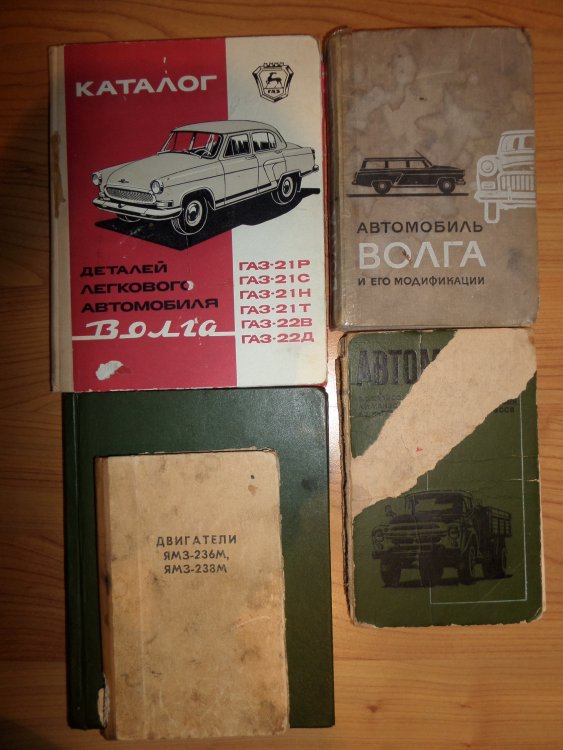 КАТАЛОГ
ГАЗ
ДЕТАЛЕЙ
ЛЕГКОВОГО
АВТОМОБИЛЯ
Волга
ГАЗ-21Р
ГАЗ-21С
ГАЗ-21Н
ГАЗ-21Т
ГАЗ-22В
ГАЗ-22Д
АВТОМОБИЛЬ
ВОЛГА
И ЕГО МОДИФИКАЦИИ
АВТОМ
ДВИГАТЕЛИ
ЯМЗ-236М,
ЯМЗ-238М